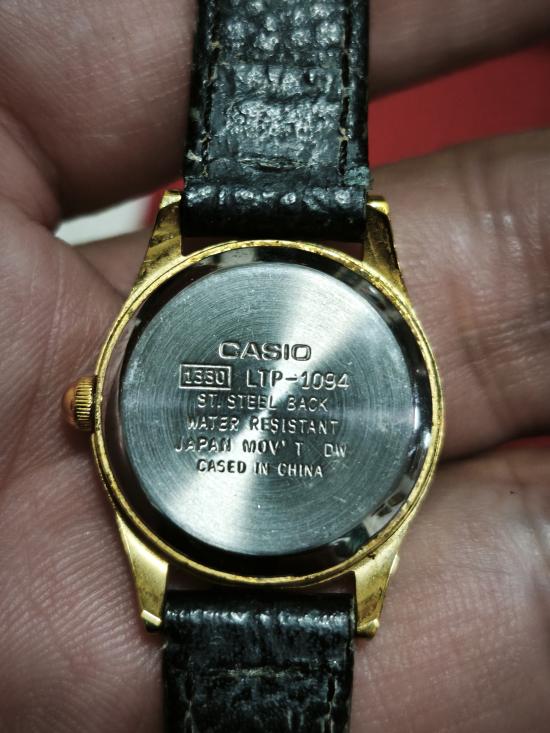 CASIO
1330 LTP-1094
ST. STEEL BACK
WATER RESISTANT
JAPAN MOV'T DW
CASED IN CHINA